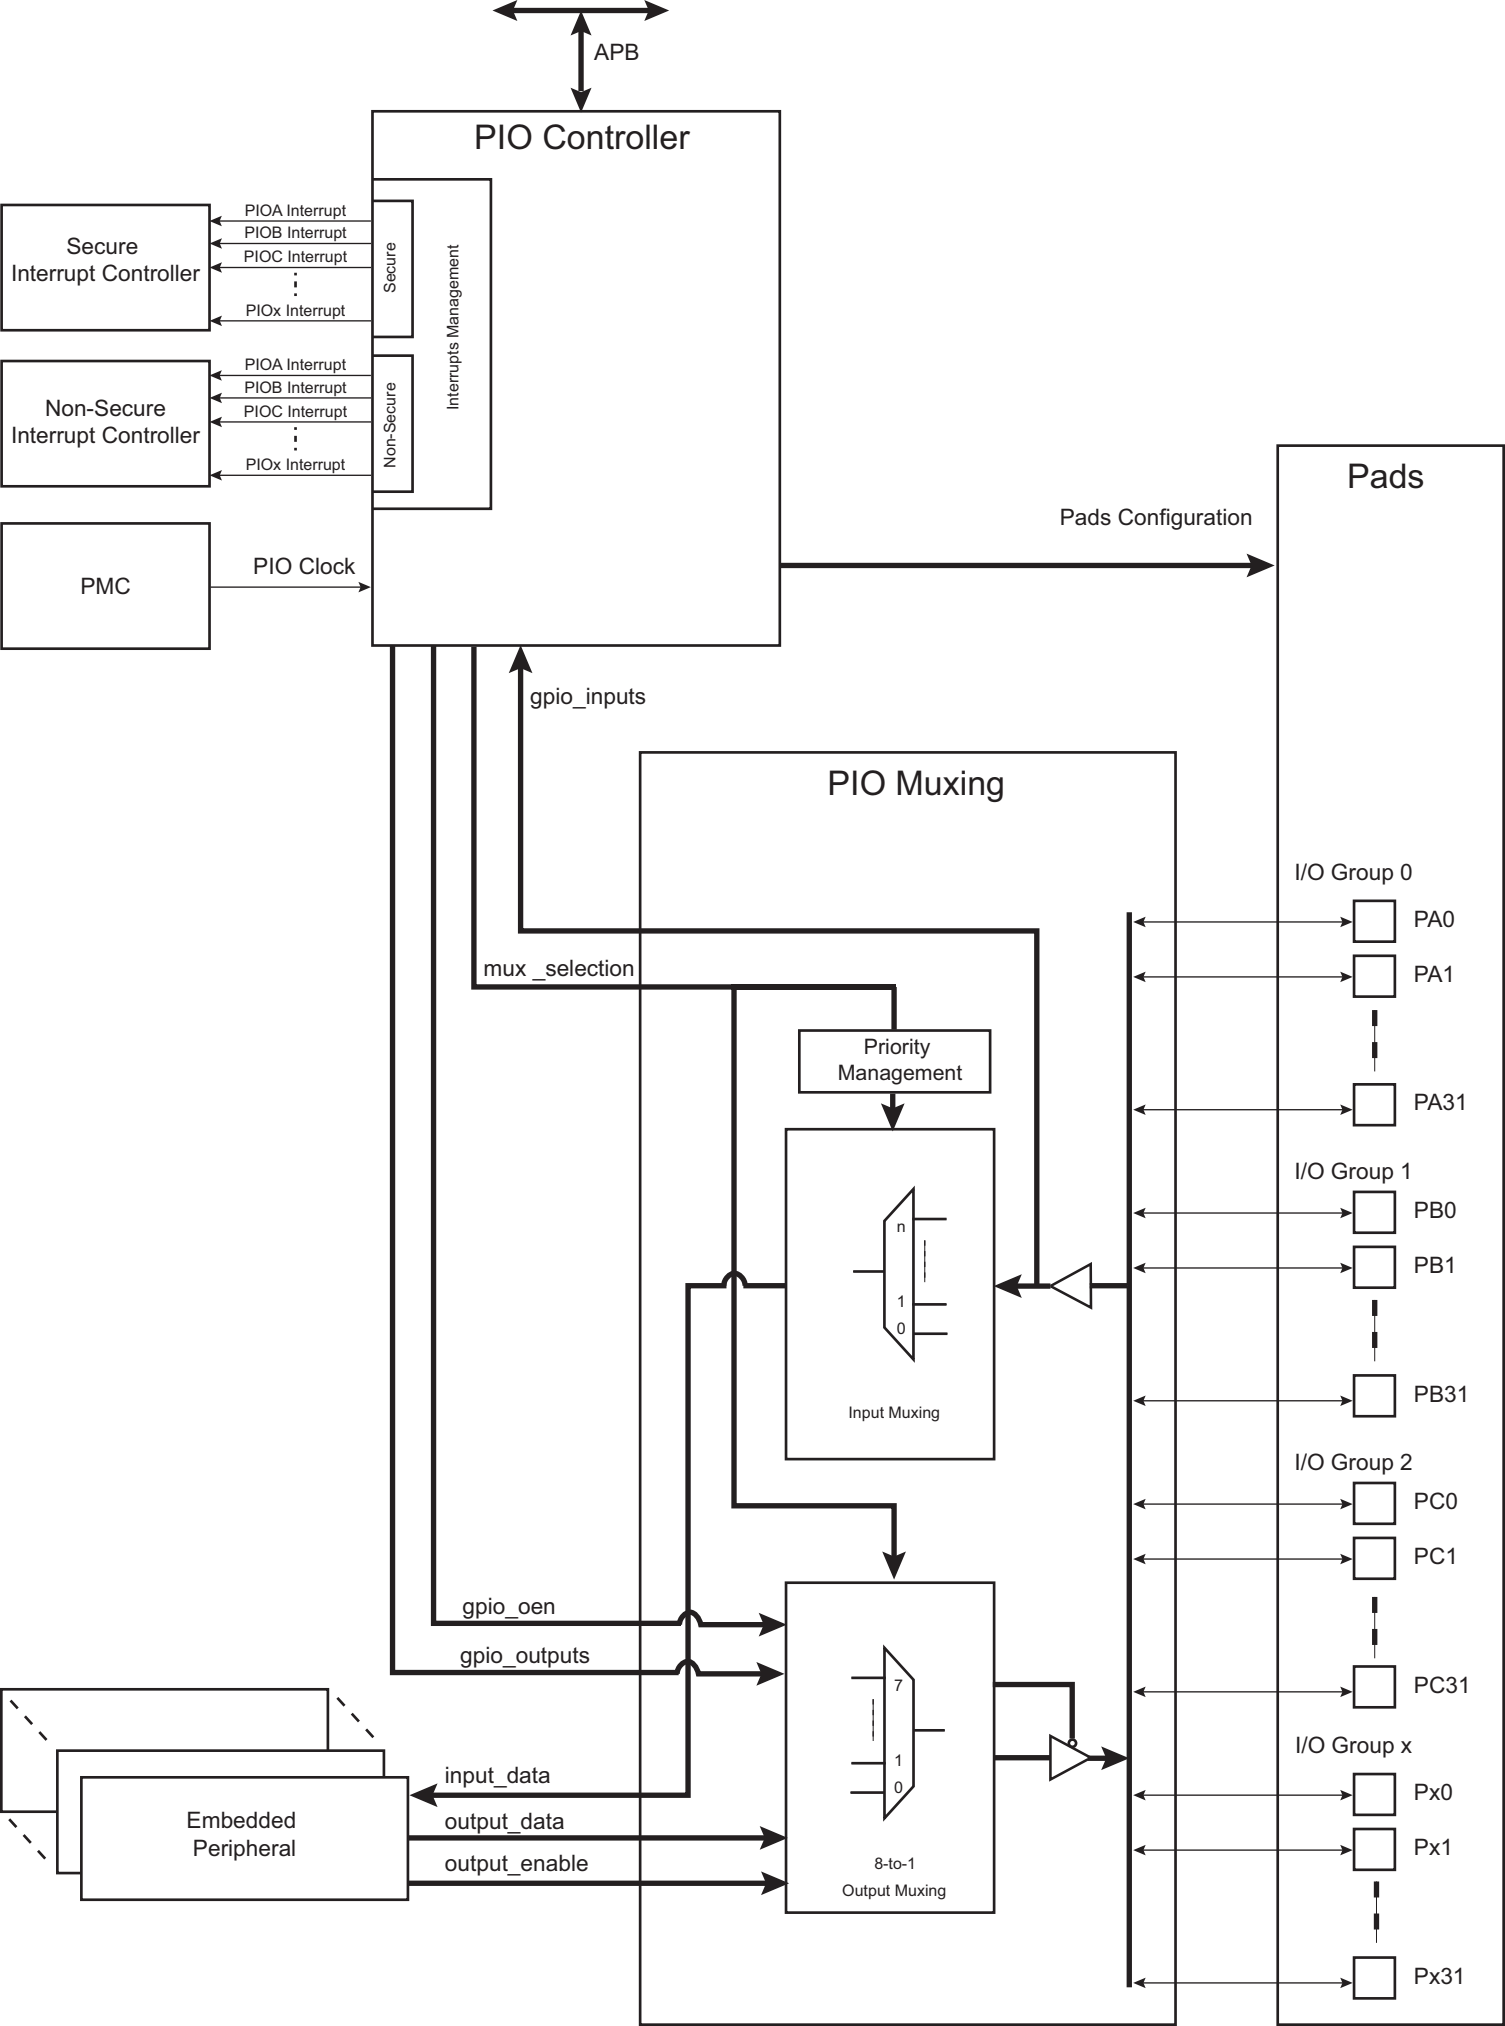 APB
PIO Controller
PIOA Interrupt
PIOB Interrupt
PIOC Interrupt
PIOx Interrupt
Secure
Interrupt Controller
Secure
Interrupts Management
PIOA Interrupt
PIOB Interrupt
PIOC Interrupt
PIOx Interrupt
Non-Secure
Interrupt Controller
Non-Secure
PMC
PIO Clock
Pads Configuration
Pads
gpio_inputs
PIO Muxing
mux _selection
Priority
Management
n
1
0
Input Muxing
gpio_oen
gpio_outputs
7
1
0
8-to-1
Output Muxing
input_data
output_data
output_enable
Embedded
Peripheral
I/O Group 0
PA0
PA1
PA31
I/O Group 1
PB0
PB1
PB31
I/O Group 2
PC0
PC1
PC31
I/O Group x
Px0
Px1
Px31